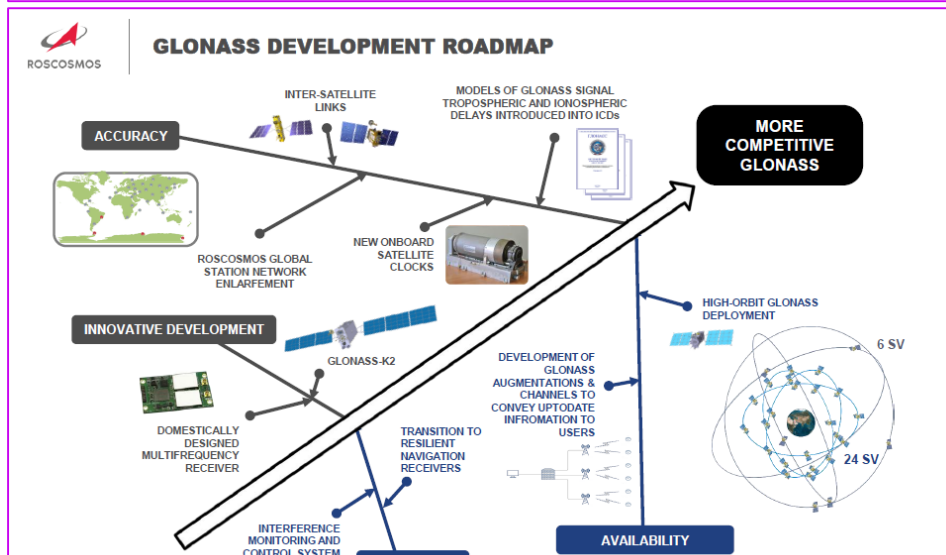 ROSCOSMOS
GLONASS DEVELOPMENT ROADMAP
INTER-SATELLITE
LINKS
MODELS OF GLONASS SIGNAL
TROPOSPHERIC AND IONOSPHERIC
DELAYS INTRODUCED INTO ICDs
ACCURACY
MORE
COMPETITIVE
GLONASS
ROSCOSMOS GLOBAL
STATION NETWORK
ENLARFEMENT
NEW ONBOARD
SATELLITE
CLOCKS
HIGH-ORBIT GLONASS
DEPLOYMENT
INNOVATIVE DEVELOPMENT
GLONASS-K2
6 SV
DEVELOPMENT OF
GLONASS
AUGMENTATIONS &
CHANNELS TO
CONVEY UPTODATE
INFROMATION TO
USERS
DOMESTICALLY
DESIGNED
MULTIFREQUENCY
RECEIVER
TRANSITION TO
RESILIENT
NAVIGATION
RECEIVERS
24 SV
INTERFERENCE
MONITORING AND
CONTROL SYSTEM
AVAILABILITY